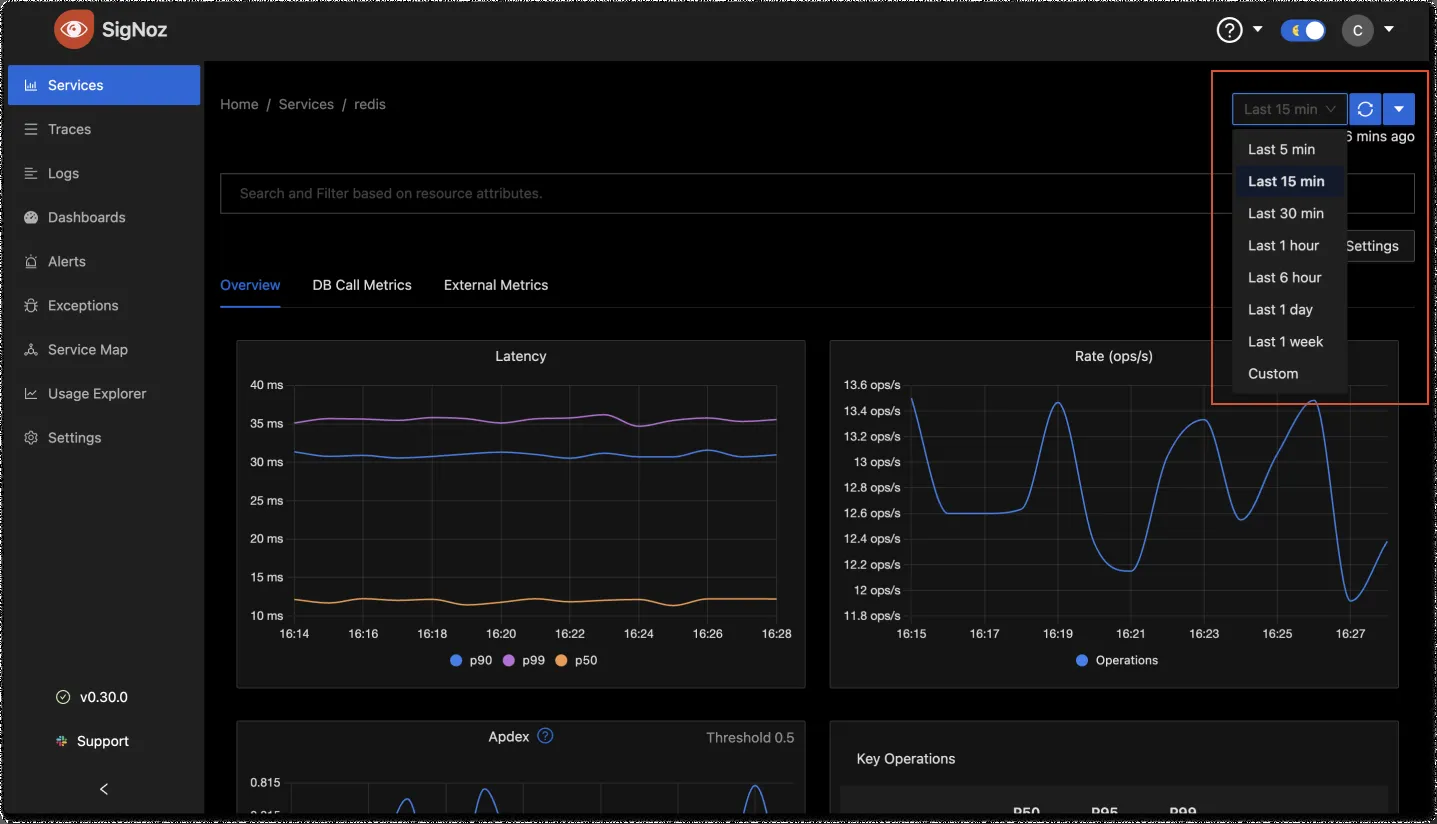 SigNoz
C
Services
Traces
Logs
Dashboards
Alerts
Exceptions
Service Map
Usage Explorer
Settings
v0.30.0
Support
Home / Services / redis
Last 15 min
6 mins ago
Last 5 min
Last 15 min
Last 30 min
Last 1 hour
Last 6 hour
Last 1 day
Last 1 week
Custom
Search and Filter based on resource attributes.
Settings
Overview DB Call Metrics External Metrics
Latency
40 ms
35 ms
30 ms
25 ms
20 ms
15 ms
10 ms
16:14 16:16 16:18 16:20 16:22 16:24 16:26 16:28
p90 p99 p50
Rate (ops/s)
13.6 ops/s
13.4 ops/s
13.2 ops/s
13 ops/s
12.8 ops/s
12.6 ops/s
12.4 ops/s
12.2 ops/s
12 ops/s
11.8 ops/s
16:15 16:17 16:19 16:21 16:23 16:25 16:27
Operations
Apdex ?
Threshold 0.5
0.815
Key Operations
P50 P95 P99